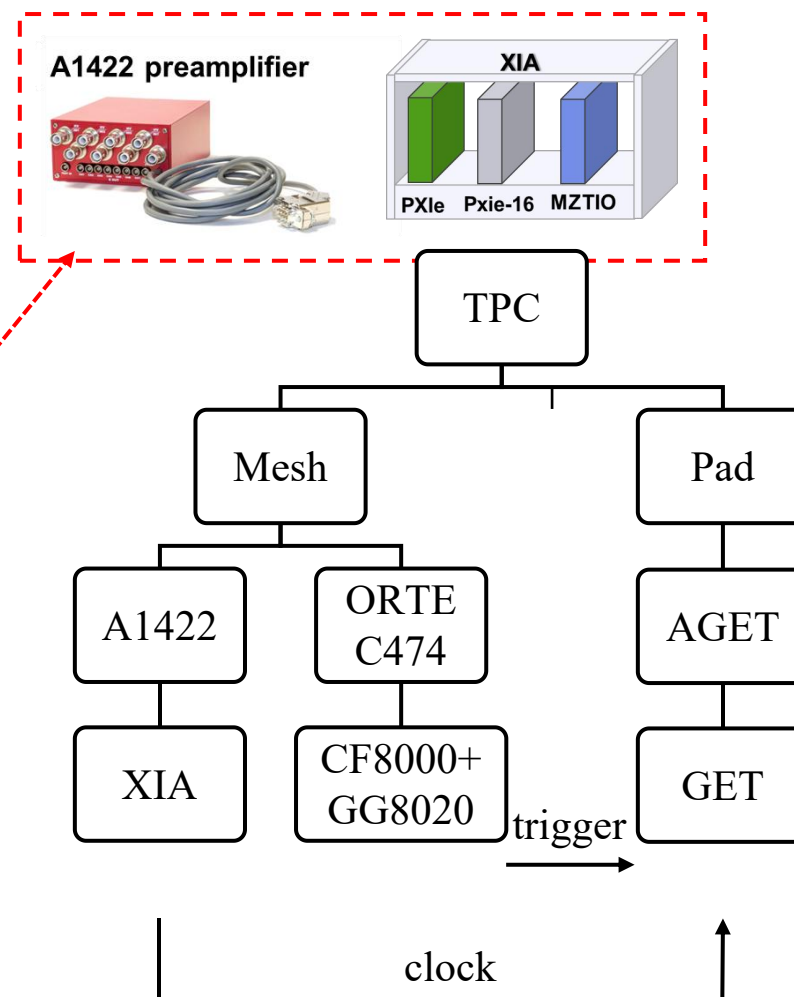 A1422 preamplifier
XIA
PXIe
Pxie-16
MZTIO
TPC
Mesh
Pad
A1422
ORTE
C474
AGET
XIA
CF8000+
GG8020
GET
trigger
clock